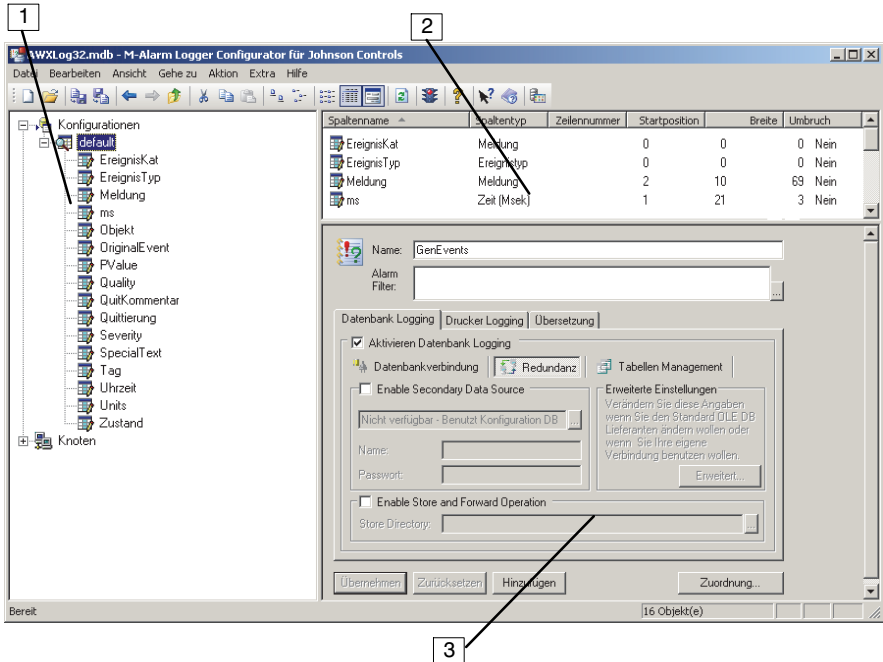 1
2
AWXLog32.mdb - M-Alarm Logger Configurator für Johnson Controls
Datei Bearbeiten Ansicht Gehe zu Aktion Extra Hilfe
Konfigurationen
default
EreignisKat
EreignisTyp
Meldung
ms
Objekt
OriginalEvent
PValue
Quality
QuitKommentar
Quittierung
Severity
SpecialText
Tag
Uhrzeit
Units
Zustand
Knoten
Spaltenname Spaltentyp Zeilennummer Startposition Breite Umbruch
EreignisKat Meldung 0 0 0 Nein
EreignisTyp Ereignistyp 0 0 0 Nein
Meldung Meldung 2 10 69 Nein
ms Zeit (Msek) 1 21 3 Nein
Name: GenEvents
Alarm
Filter:
...
Datenbank Logging Drucker Logging Übersetzung
Aktivieren Datenbank Logging
Datenbankverbindung Redundanz Tabellen Management
Enable Secondary Data Source
Nicht verfügbar - Benutzt Konfiguration DB ...
Name:
Passwort:
Erweiterte Einstellungen
Verändern Sie diese Angaben
wenn Sie den Standard OLE DB
Lieferanten ändern wollen oder
wenn, Sie Ihre eigene
Verbindung benutzen wollen.
Erweitert...
Enable Store and Forward Operation
Store Directory: ...
Übernehmen Zurücksetzen Hinzufügen Zuordnung...
Bereit 16 Objekt(e)
3